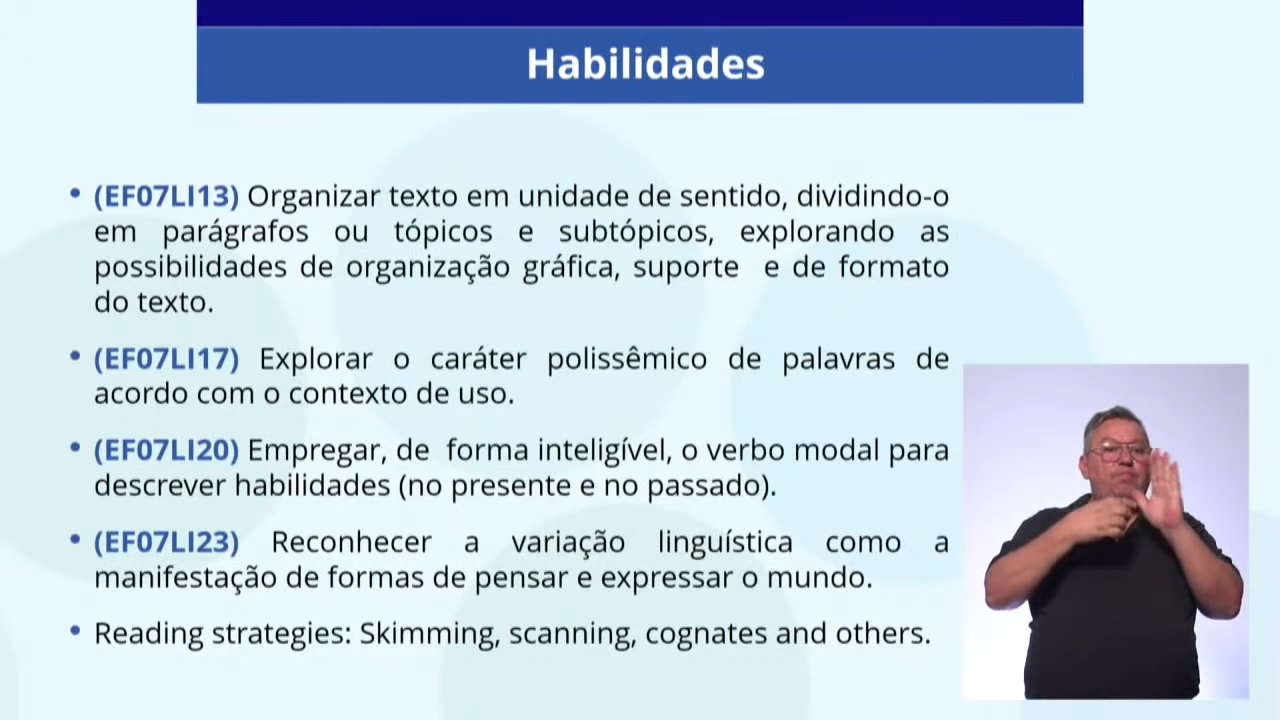 Habilidades
• (EF07LI13) Organizar texto em unidade de sentido, dividindo-o
em parágrafos ou tópicos e subtópicos, explorando as
possibilidades de organização gráfica, suporte e de formato
do texto.
• (EF07LI17) Explorar o caráter polissêmico de palavras de
acordo com o contexto de uso.
• (EF07LI20) Empregar, de forma inteligível, o verbo modal para
descrever habilidades (no presente e no passado).
• (EF07LI23) Reconhecer a variação linguística como a
manifestação de formas de pensar e expressar o mundo.
• Reading strategies: Skimming, scanning, cognates and others.